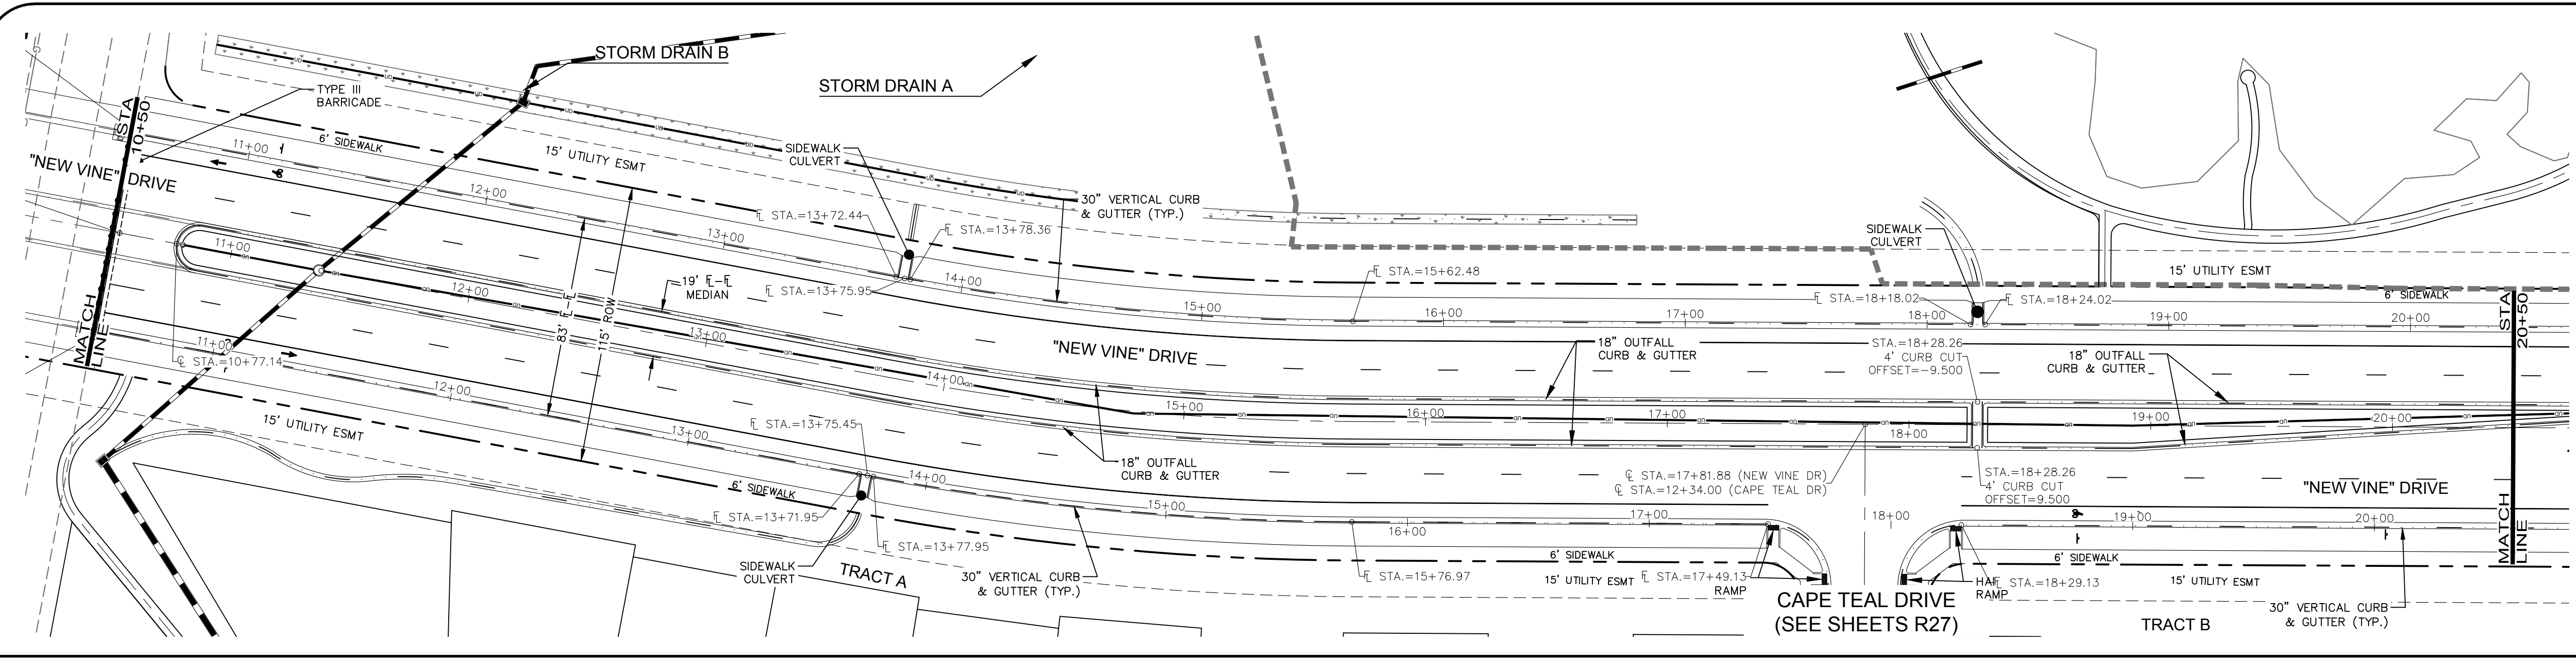 STORM DRAIN B
STORM DRAIN A
TYPE III
BARRICADE
STA
10+50
MATCH
LINE
"NEW VINE" DRIVE
11+00
6' SIDEWALK
15' UTILITY ESMT
12+00
SIDEWALK
CULVERT
℄ STA.=13+72.44
℄ STA.=13+78.36
℄ STA.=13+75.95
13+00
14+00
30" VERTICAL CURB
& GUTTER (TYP.)
15+00
℄ STA.=15+62.48
16+00
17+00
18+00
19+00
20+00
SIDEWALK
CULVERT
℄ STA.=18+18.02
℄ STA.=18+24.02
15' UTILITY ESMT
6' SIDEWALK
STA
20+50
MATCH
LINE
11+00
12+00
13+00
14+00
15+00
16+00
17+00
18+00
19+00
20+00
19' ℄-℄
MEDIAN
83' ℄-℄
115' ROW
℄ STA.=10+77.14
"NEW VINE" DRIVE
18" OUTFALL
CURB & GUTTER
STA.=18+28.26
4' CURB CUT
OFFSET=-9.500
18" OUTFALL
CURB & GUTTER
18" OUTFALL
CURB & GUTTER
℄ STA.=17+81.88 (NEW VINE DR)
℄ STA.=12+34.00 (CAPE TEAL DR)
STA.=18+28.26
4' CURB CUT
OFFSET=9.500
"NEW VINE" DRIVE
11+00
12+00
13+00
14+00
15+00
16+00
17+00
18+00
19+00
20+00
15' UTILITY ESMT
6' SIDEWALK
℄ STA.=13+75.45
℄ STA.=13+71.95
℄ STA.=13+77.95
SIDEWALK
CULVERT
TRACT A
30" VERTICAL CURB
& GUTTER (TYP.)
℄ STA.=15+76.97
6' SIDEWALK
15' UTILITY ESMT
℄ STA.=17+49.13
RAMP
℄ STA.=18+29.13
RAMP
CAPE TEAL DRIVE
(SEE SHEETS R27)
6' SIDEWALK
15' UTILITY ESMT
30" VERTICAL CURB
& GUTTER (TYP.)
TRACT B